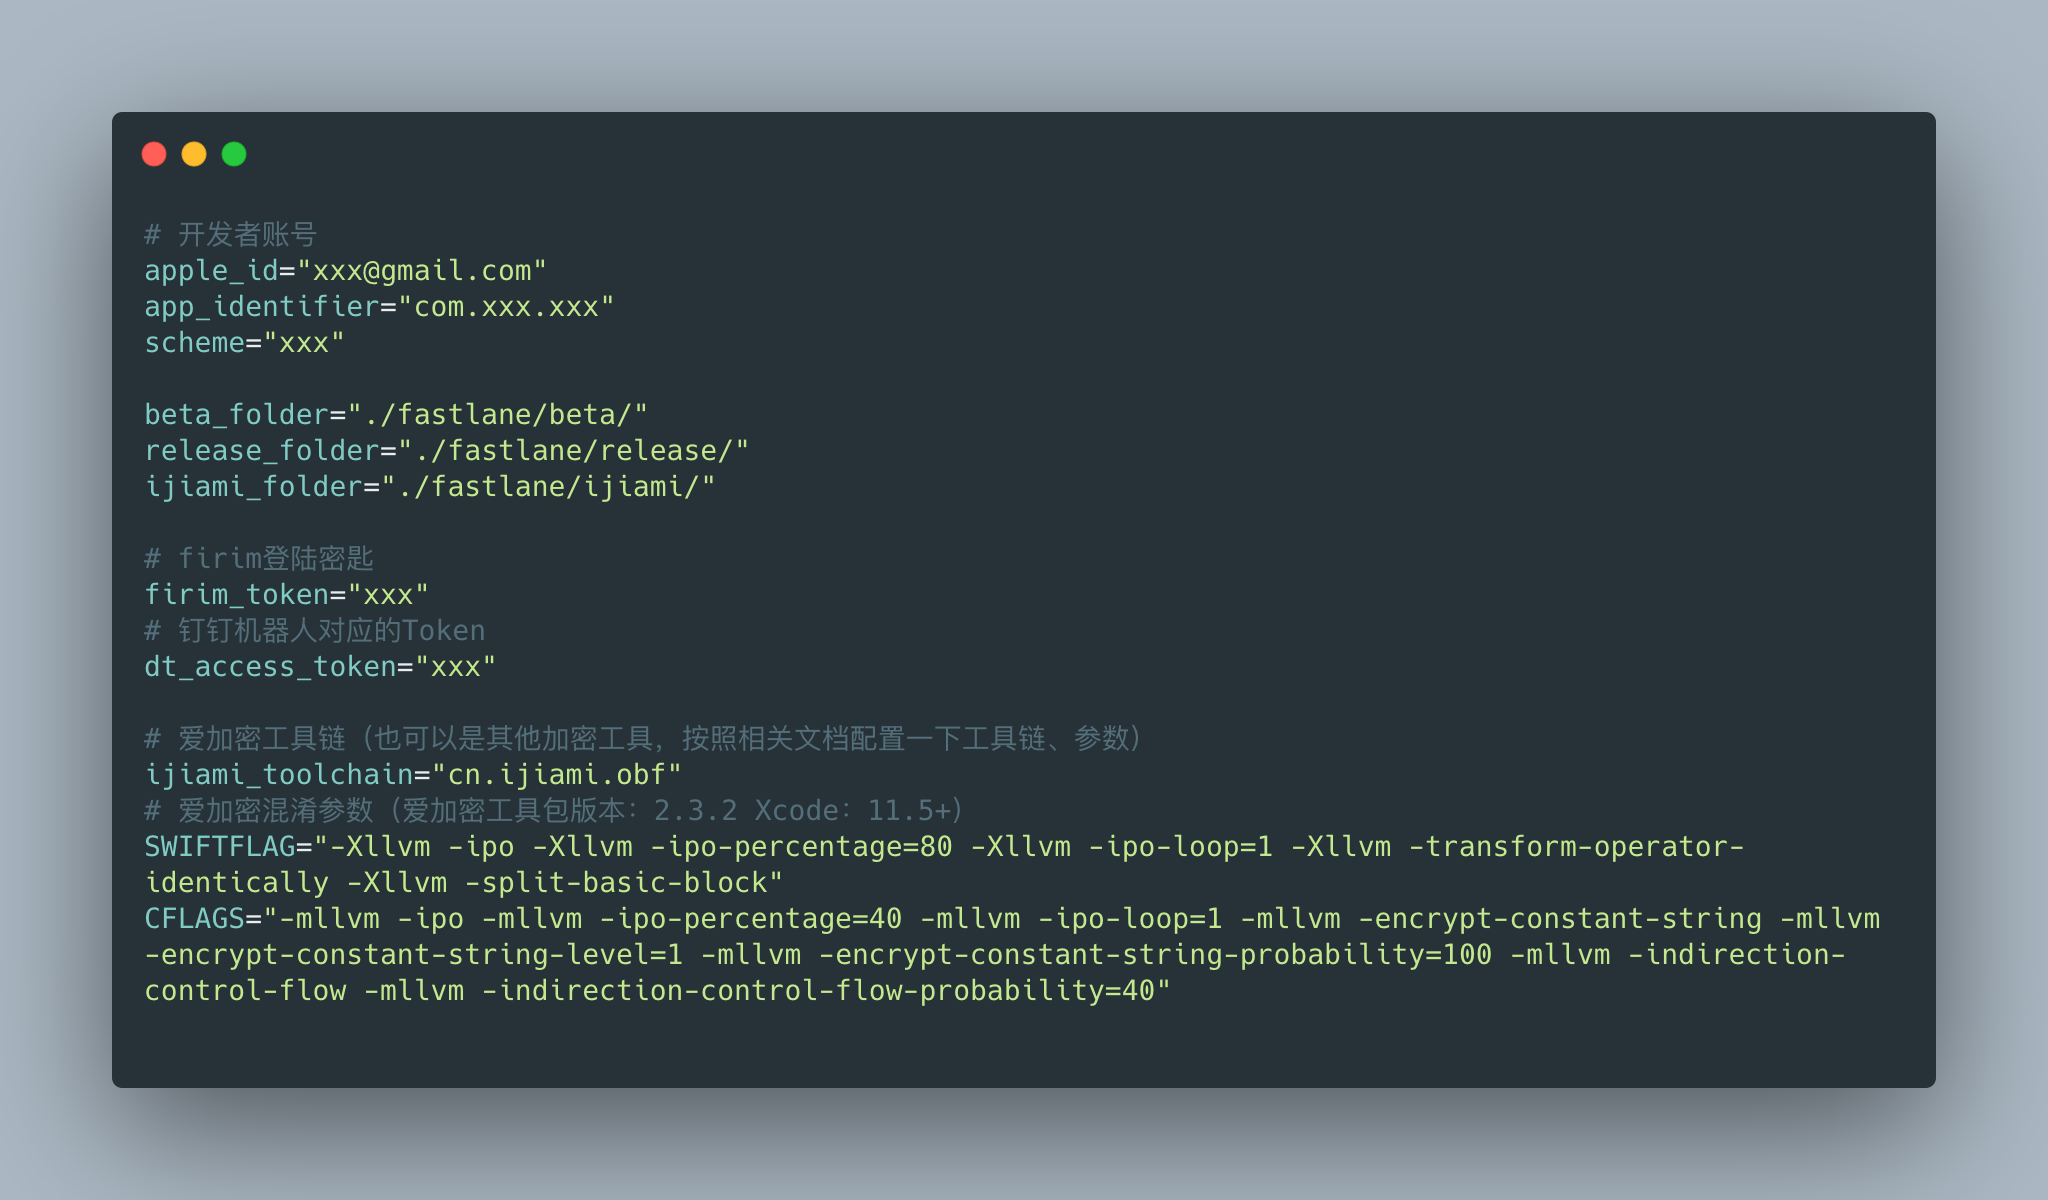 # 开发者账号
apple_id="xxx@gmail.com"
app_identifier="com.xxx.xxx"
scheme="xxx"
beta_folder="./fastlane/beta/"
release_folder="./fastlane/release/"
ijiami_folder="./fastlane/ijiami/"
# firim登陆密匙
firim_token="xxx"
# 钉钉机器人对应的Token
dt_access_token="xxx"
# 爱加密工具链（也可以是其他加密工具，按照相关文档配置一下工具链、参数）
ijiami_toolchain="cn.ijiami.obf"
# 爱加密混淆参数（爱加密工具包版本：2.3.2 Xcode：11.5+）
SWIFTFLAG="-Xllvm -ipo -Xllvm -ipo-percentage=80 -Xllvm -ipo-loop=1 -Xllvm -transform-operator-
identically -Xllvm -split-basic-block"
CFLAGS="-mllvm -ipo -mllvm -ipo-percentage=40 -mllvm -ipo-loop=1 -mllvm -encrypt-constant-string -mllvm
-encrypt-constant-string-level=1 -mllvm -encrypt-constant-string-probability=100 -mllvm -indirection-
control-flow -mllvm -indirection-control-flow-probability=40"